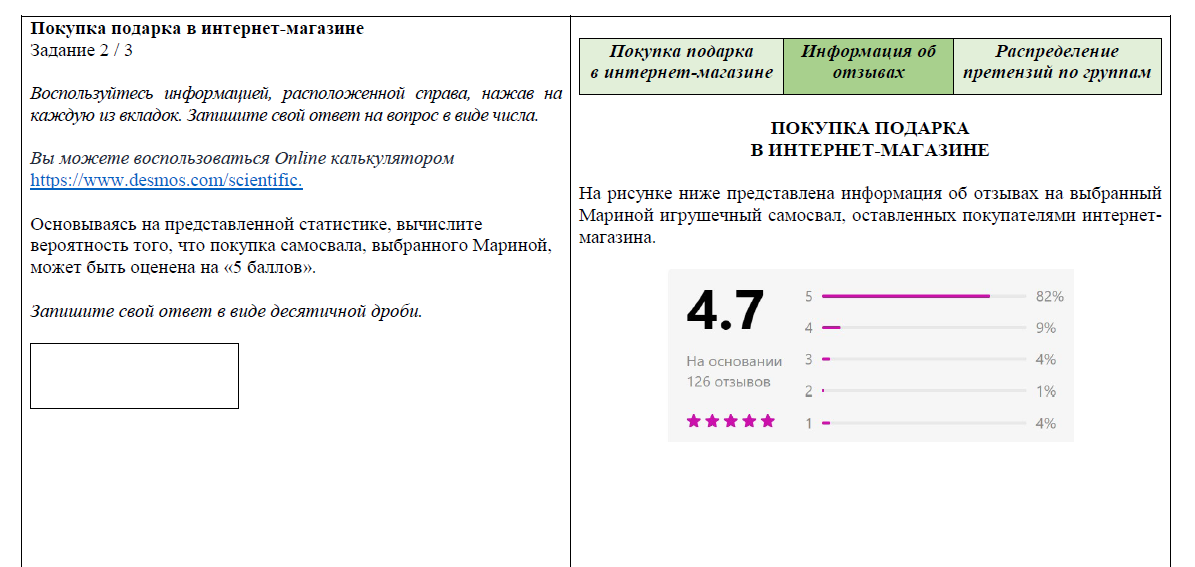 Покупка подарка в интернет-магазине
Задание 2 / 3
Воспользуйтесь информацией, расположенной справа, нажав на
каждую из вкладок. Запишите свой ответ на вопрос в виде числа.
Вы можете воспользоваться Online калькулятором
https://www.desmos.com/scientific.
Основываясь на представленной статистике, вычислите
вероятность того, что покупка самосвала, выбранного Мариной,
может быть оценена на «5 баллов».
Запишите свой ответ в виде десятичной дроби.
Покупка подарка
в интернет-магазине
Информация об
отзывах
Распределение
претензий по группам
ПОКУПКА ПОДАРКА
В ИНТЕРНЕТ-МАГАЗИНЕ
На рисунке ниже представлена информация об отзывах на выбранный
Мариной игрушечный самосвал, оставленных покупателями интернет-
магазина.
4.7
На основании
126 отзывов
5 82%
4 9%
3 4%
2 1%
1 4%